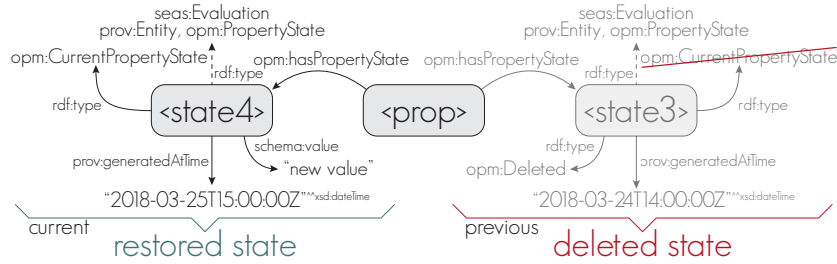 seas:Evaluation
prov:Entity, opm:PropertyState
opm:CurrentPropertyState
rdf:type
opm:hasPropertyState
rdf:type
<state4>
schema:value
prov:generatedAtTime
"new value"
"2018-03-25T15:00:00Z"^^xsd:dateTime
current
restored state
<prop>
seas:Evaluation
prov:Entity, opm:PropertyState
opm:hasPropertyState
opm:CurrentPropertyState
rdf:type
rdf:type
<state3>
rdf:type
prov:generatedAtTime
opm:Deleted
"2018-03-24T14:00:00Z"^^xsd:dateTime
previous
deleted state